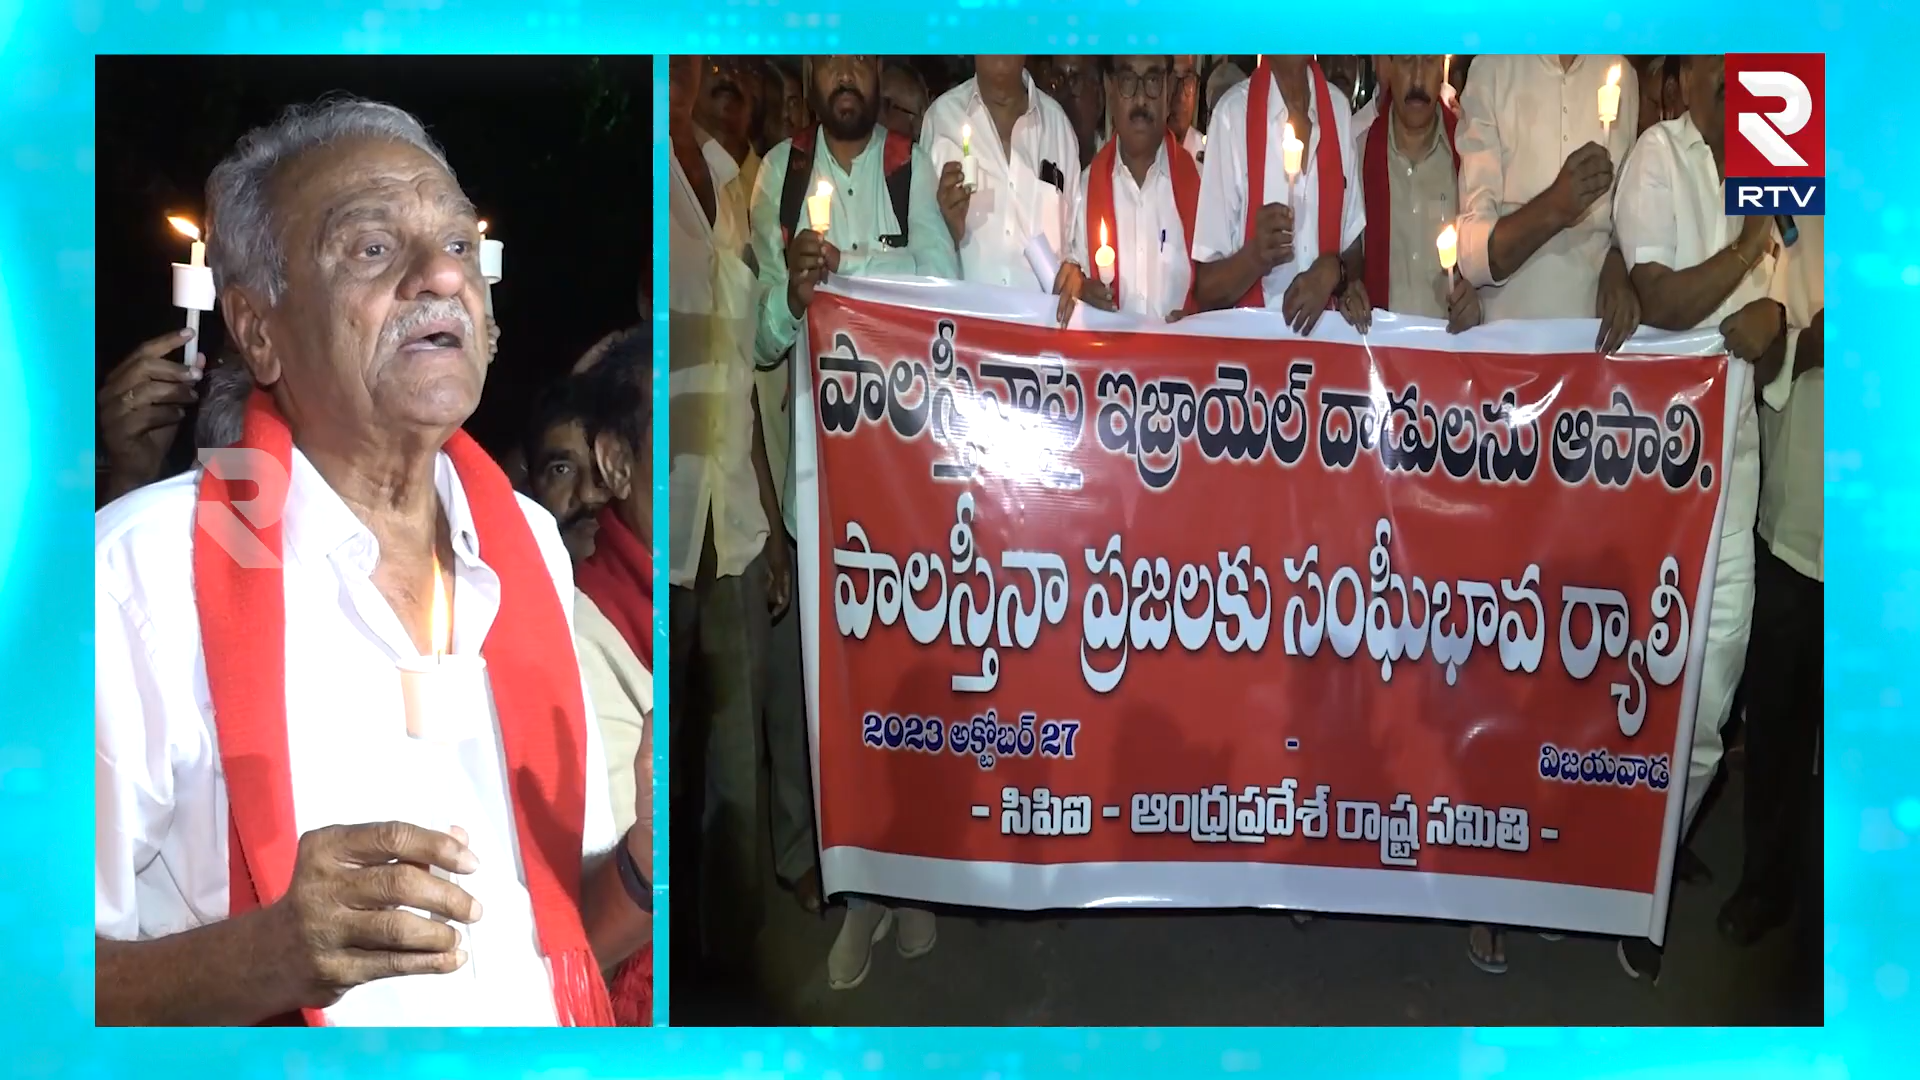 RTV
పాలస్తీనాపై ఇజ్రాయెల్ దాడులను ఆపాలి.
పాలస్తీనా ప్రజలకు సంఘీభావ ర్యాలీ
2023 అక్టోబర్ 27 - విజయవాడ
- సిపిఐ - ఆంధ్రప్రదేశ్ రాష్ట్ర సమితి -